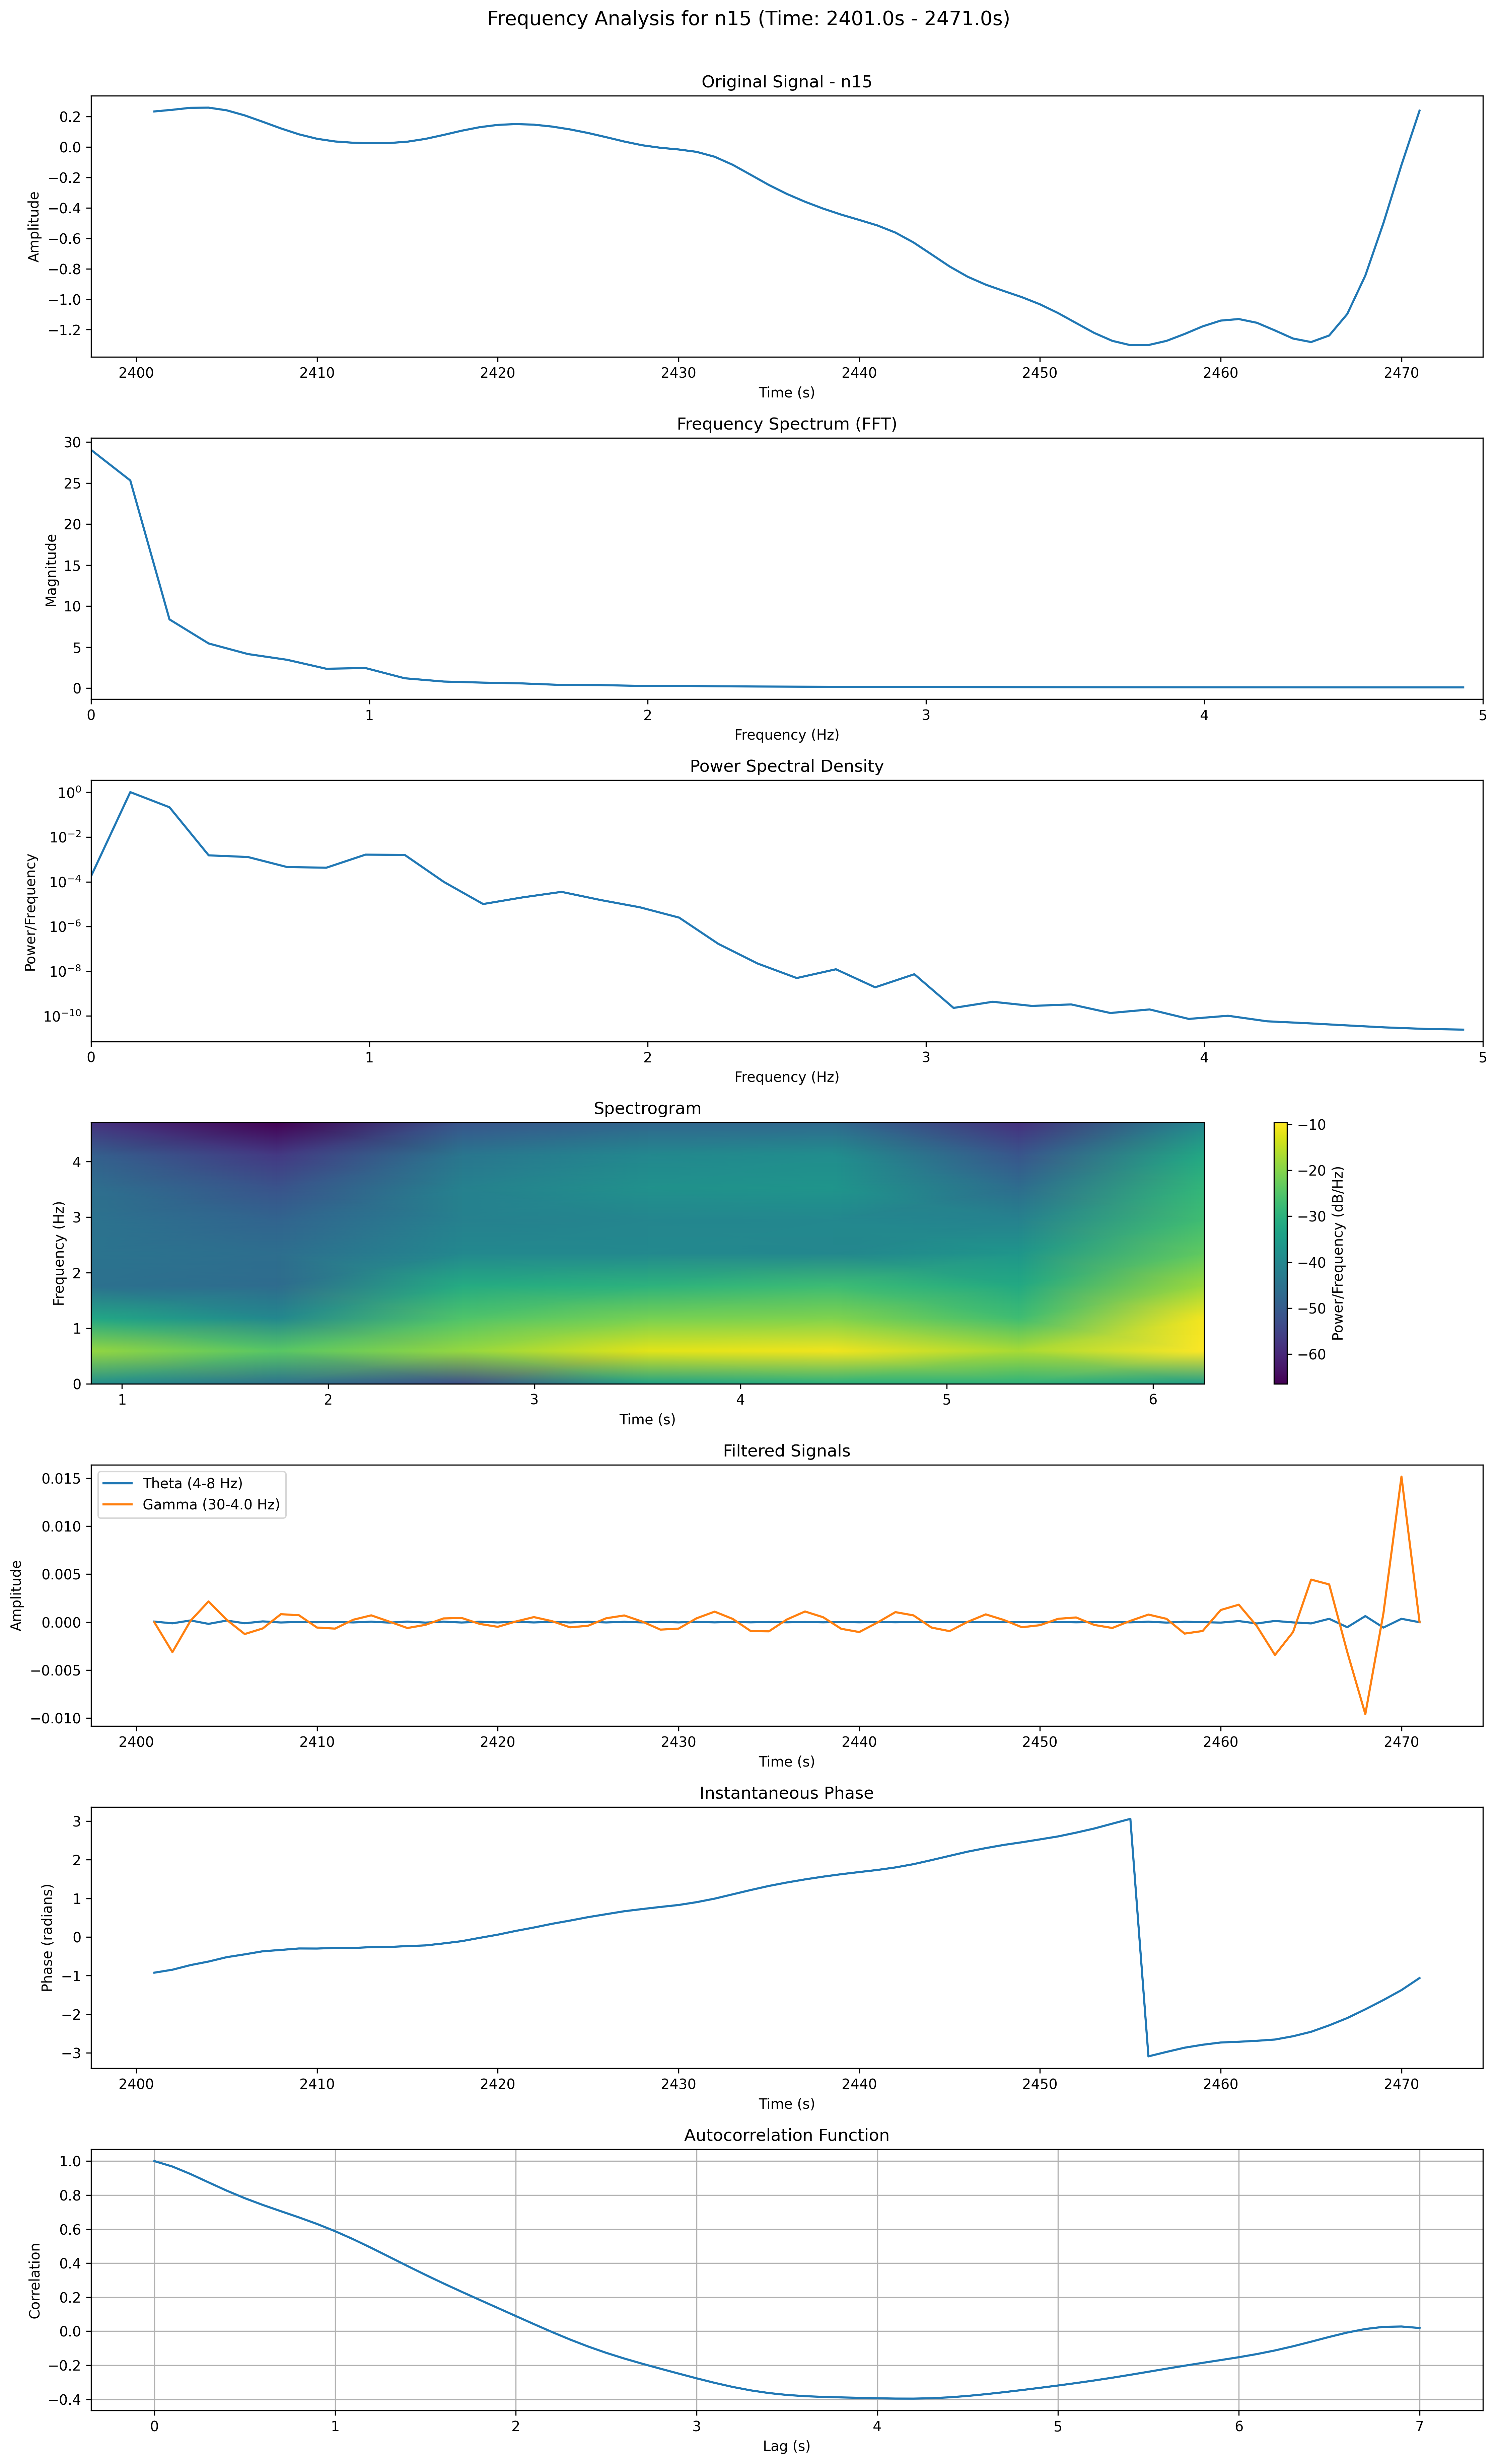 Frequency Analysis for n15 (Time: 2401.0s - 2471.0s)
Original Signal - n15
Amplitude
0.2
0.0
−0.2
−0.4
−0.6
−0.8
−1.0
−1.2
2400 2410 2420 2430 2440 2450 2460 2470
Time (s)
Frequency Spectrum (FFT)
Magnitude
30
25
20
15
10
5
0
0 1 2 3 4 5
Frequency (Hz)
Power Spectral Density
Power/Frequency
10⁰
10⁻²
10⁻⁴
10⁻⁶
10⁻⁸
10⁻¹⁰
0 1 2 3 4 5
Frequency (Hz)
Spectrogram
Frequency (Hz)
4
3
2
1
0
1 2 3 4 5 6
Time (s)
−10
−20
−30
−40
−50
−60
Power/Frequency (dB/Hz)
Filtered Signals
Theta (4-8 Hz)
Gamma (30-4.0 Hz)
Amplitude
0.015
0.010
0.005
0.000
−0.005
−0.010
2400 2410 2420 2430 2440 2450 2460 2470
Time (s)
Instantaneous Phase
Phase (radians)
3
2
1
0
−1
−2
−3
2400 2410 2420 2430 2440 2450 2460 2470
Time (s)
Autocorrelation Function
Correlation
1.0
0.8
0.6
0.4
0.2
0.0
−0.2
−0.4
0 1 2 3 4 5 6 7
Lag (s)